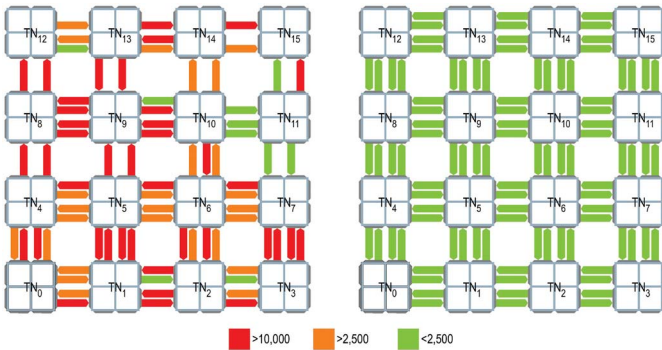 TN12 TN13 TN14 TN15 TN12 TN13 TN14 TN15
TN8 TN9 TN10 TN11 TN8 TN9 TN10 TN11
TN4 TN5 TN6 TN7 TN4 TN5 TN6 TN7
TN0 TN1 TN2 TN3 TN0 TN1 TN2 TN3
>10,000 >2,500 <2,500